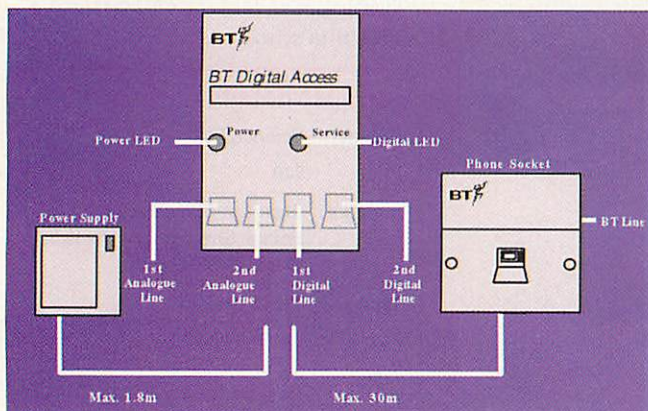 BT
BT Digital Access
Power
Service
Power LED
Digital LED
Phone Socket
BT
BT Line
Power Supply
1st
Analogue
Line
2nd
Analogue
Line
1st
Digital
Line
2nd
Digital
Line
Max. 1.8m
Max. 30m